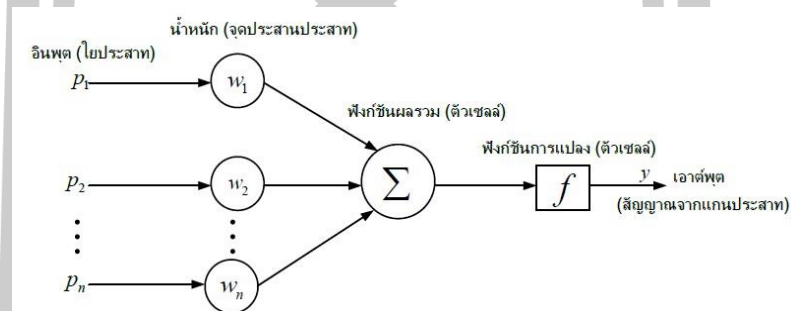 น้ำหนัก (จุดประสานประสาท)
อินพุต (ใยประสาท)
p₁
w₁
ฟังก์ชันผลรวม (ตัวเซลล์)
ฟังก์ชันการแปลง (ตัวเซลล์)
p₂
w₂
Σ
f
y
เอาต์พุต
(สัญญาณจากแกนประสาท)
pₙ
wₙ